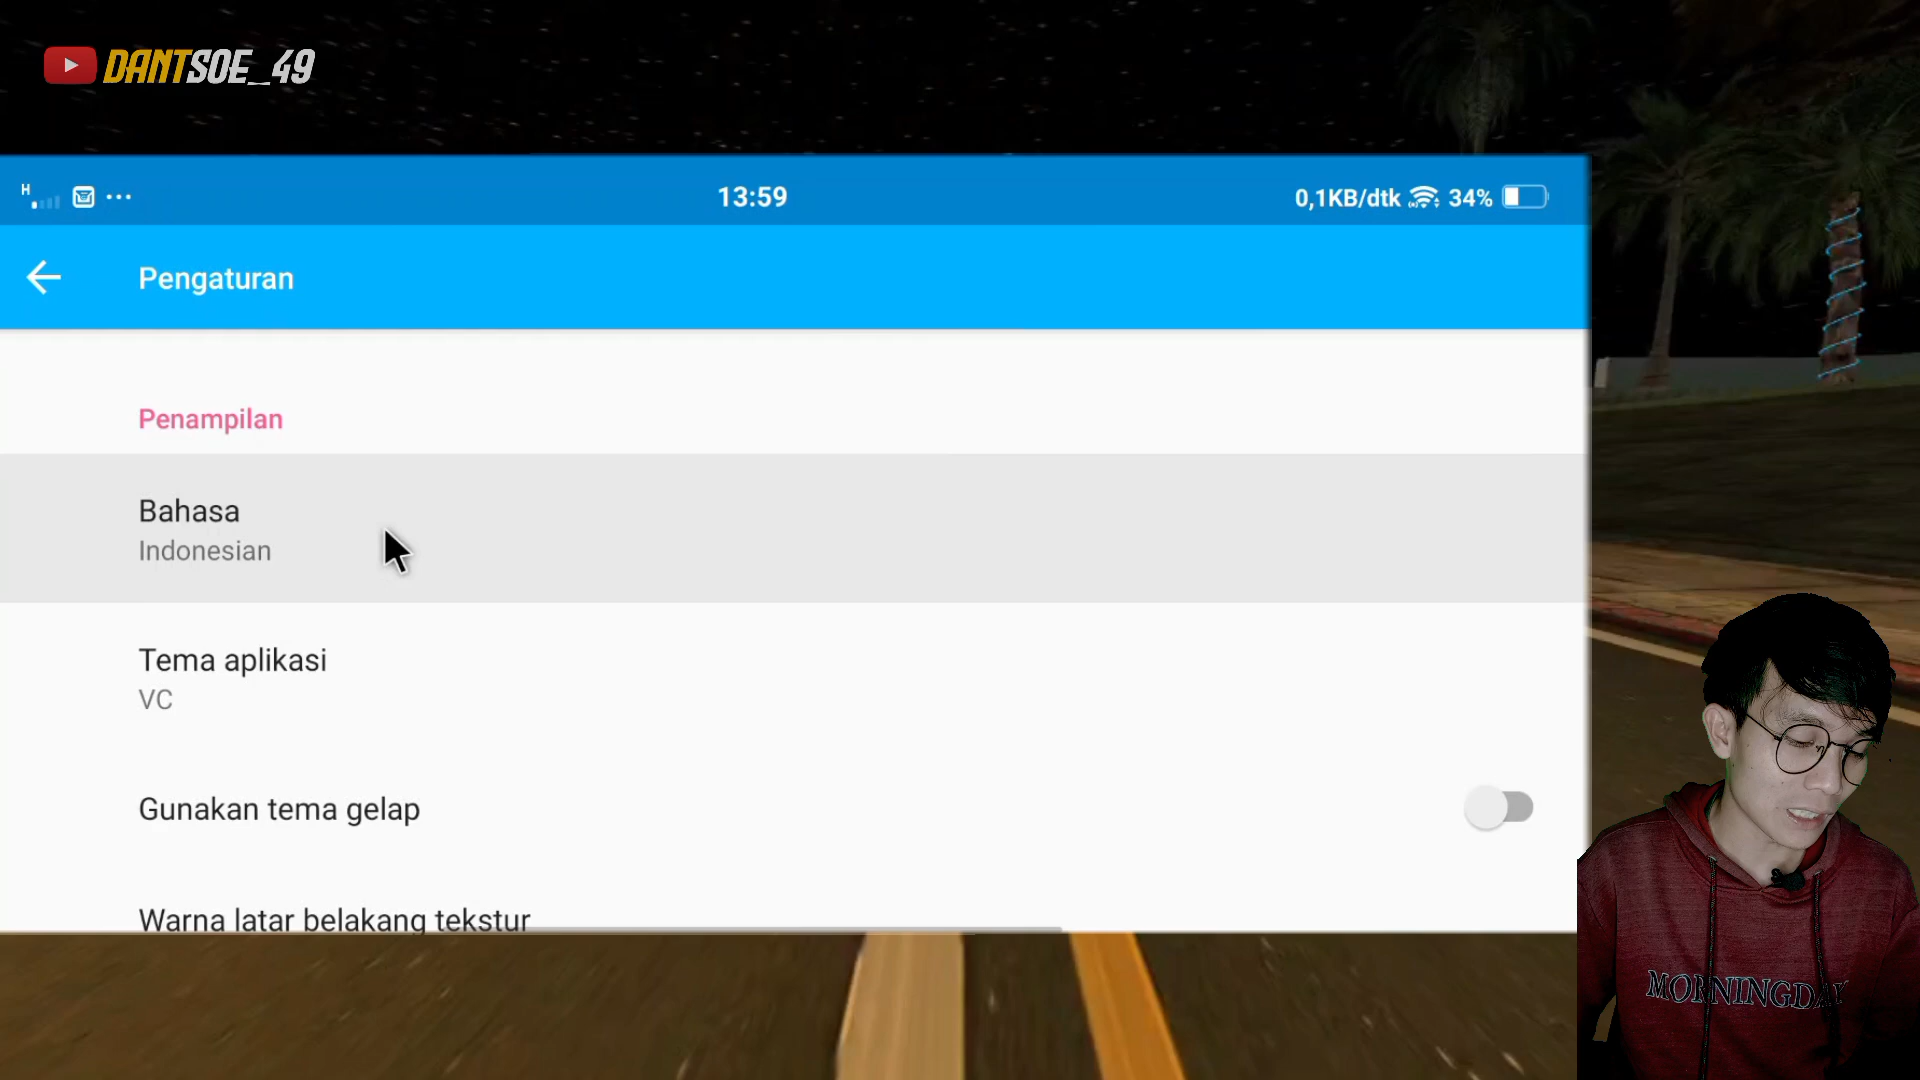 DANTSOE_49
H 13:59 0,1KB/dtk 34%
Pengaturan
Penampilan
Bahasa
Indonesian
Tema aplikasi
VC
Gunakan tema gelap
Warna latar belakang tekstur
MORNINGDAY